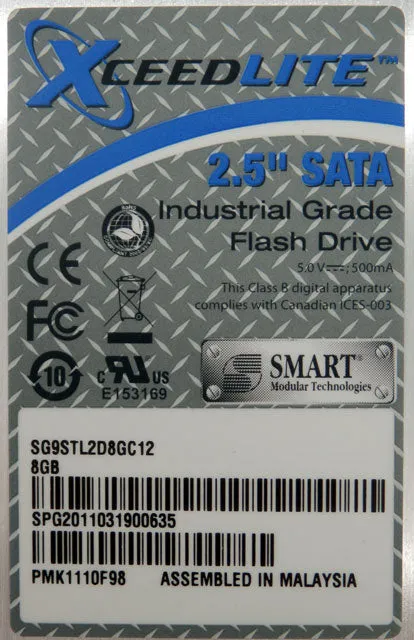 XCEEDLITE™
2.5" SATA
Industrial Grade
Flash Drive
5.0 V⎓; 500mA
This Class B digital apparatus
complies with Canadian ICES-003
CE
FC
10
C UR US
E153169
SMART®
Modular Technologies
SG9STL2D8GC12
8GB
SPG2011031900635
PMK1110F98 ASSEMBLED IN MALAYSIA